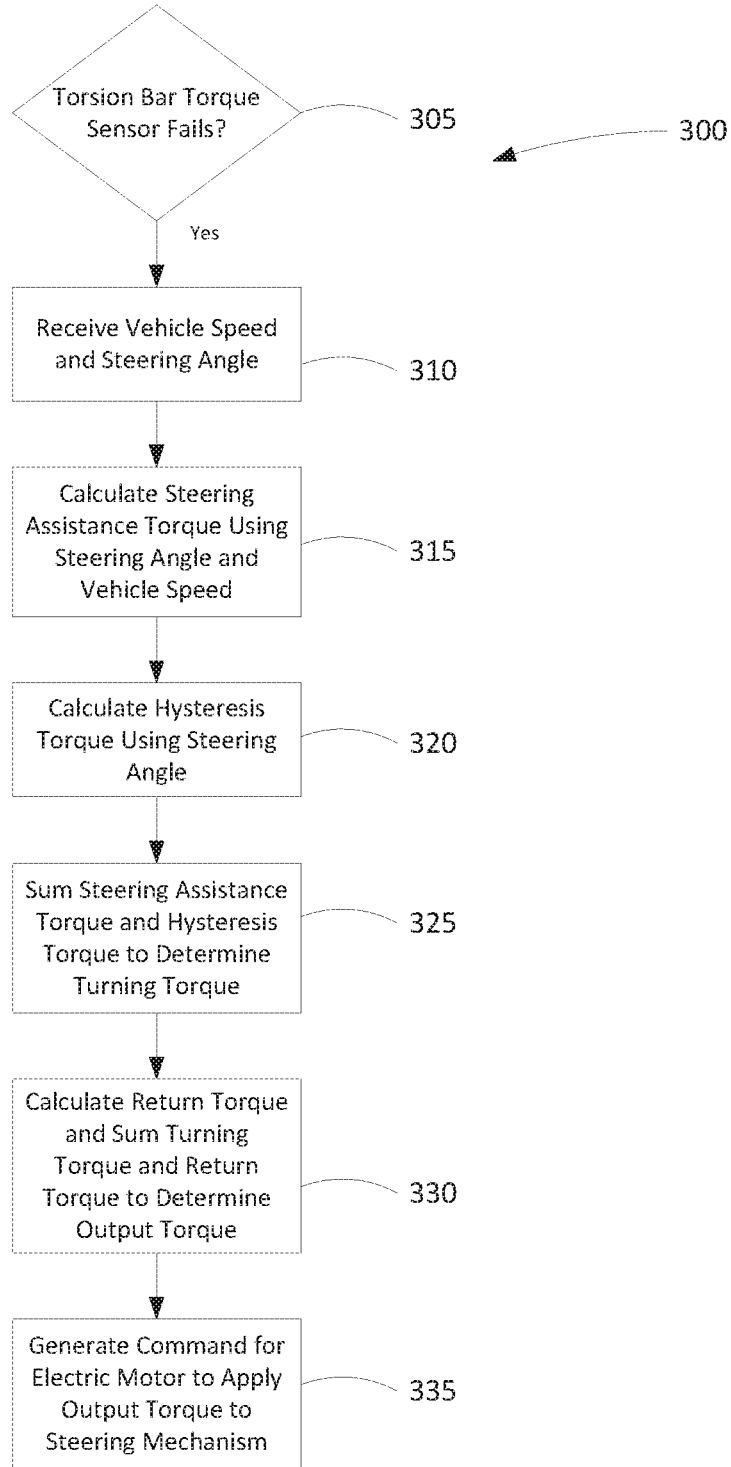 Torsion Bar Torque
Sensor Fails?
305
300
Yes
Receive Vehicle Speed
and Steering Angle
310
Calculate Steering
Assistance Torque Using
Steering Angle and
Vehicle Speed
315
Calculate Hysteresis
Torque Using Steering
Angle
320
Sum Steering Assistance
Torque and Hysteresis
Torque to Determine
Turning Torque
325
Calculate Return Torque
and Sum Turning
Torque and Return
Torque to Determine
Output Torque
330
Generate Command for
Electric Motor to Apply
Output Torque to
Steering Mechanism
335